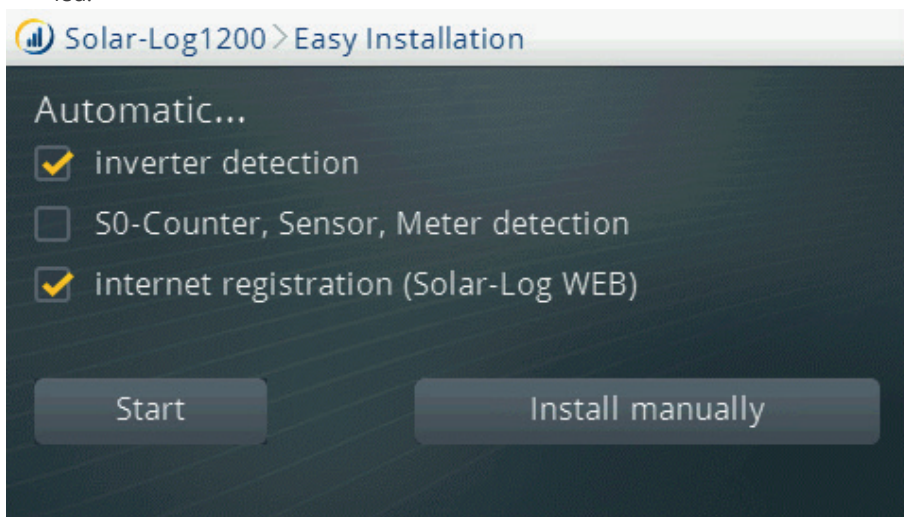 Solar-Log1200 > Easy Installation
Automatic...
inverter detection
S0-Counter, Sensor, Meter detection
internet registration (Solar-Log WEB)
Start
Install manually